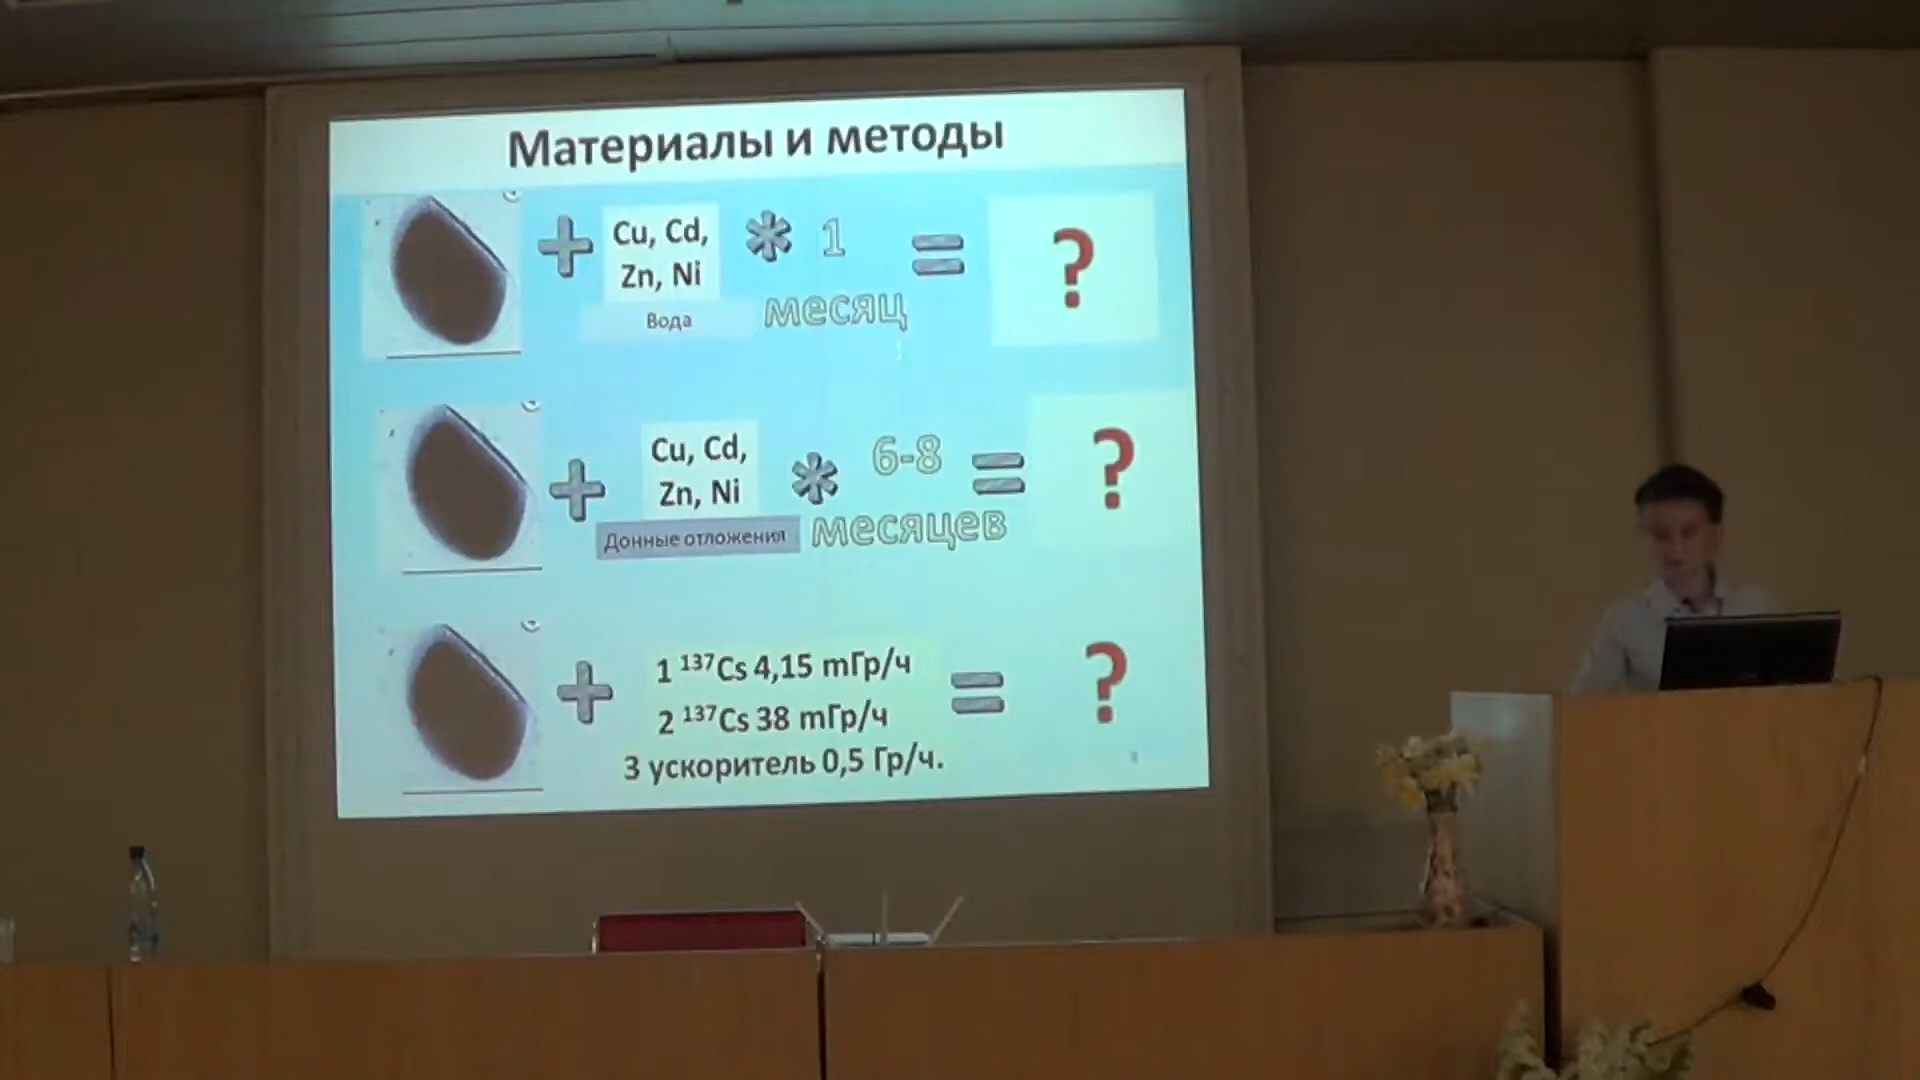 Материалы и методы
Cu, Cd,
Zn, Ni
Вода
* 1
месяц
+
=
?
Cu, Cd,
Zn, Ni
Донные отложения
* 6-8
месяцев
+
=
?
+
1 ¹³⁷Cs 4,15 mГр/ч
2 ¹³⁷Cs 38 mГр/ч
3 ускоритель 0,5 Гр/ч.
=
?